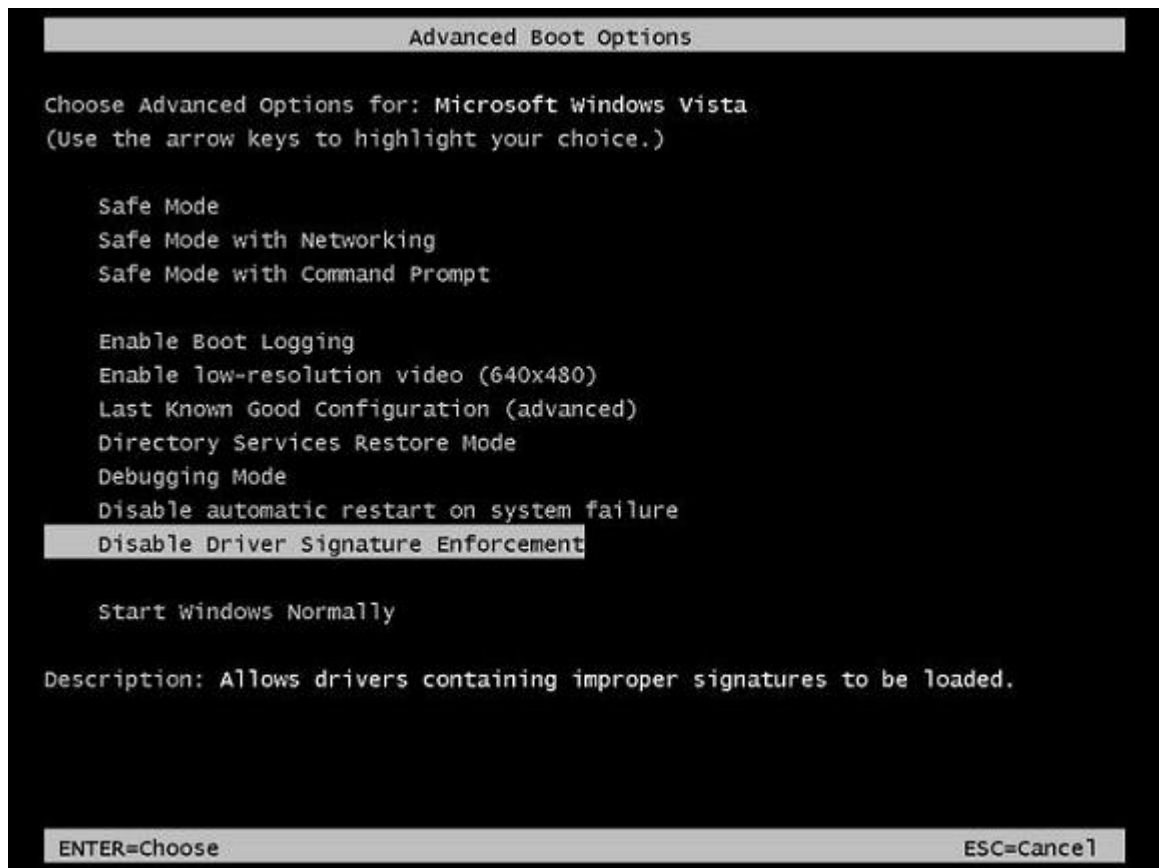 Advanced Boot Options
Choose Advanced Options for: Microsoft Windows Vista
(Use the arrow keys to highlight your choice.)
Safe Mode
Safe Mode with Networking
Safe Mode with Command Prompt
Enable Boot Logging
Enable low-resolution video (640x480)
Last Known Good Configuration (advanced)
Directory Services Restore Mode
Debugging Mode
Disable automatic restart on system failure
Disable Driver Signature Enforcement
Start Windows Normally
Description: Allows drivers containing improper signatures to be loaded.
ENTER=Choose ESC=Cancel